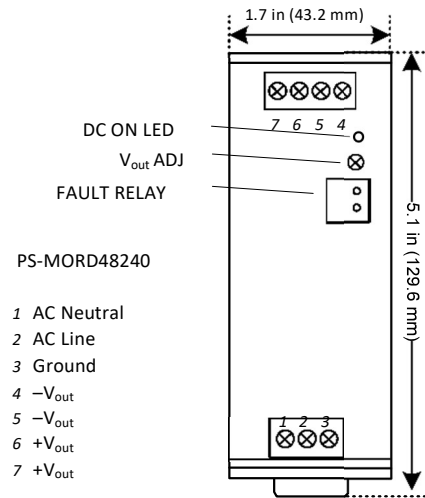 1.7 in (43.2 mm)
7 6 5 4
DC ON LED
Vout ADJ
FAULT RELAY
5.1 in (129.6 mm)
PS-MORD48240
1 AC Neutral
2 AC Line
3 Ground
4 –Vout
5 –Vout
6 +Vout
7 +Vout
1 2 3